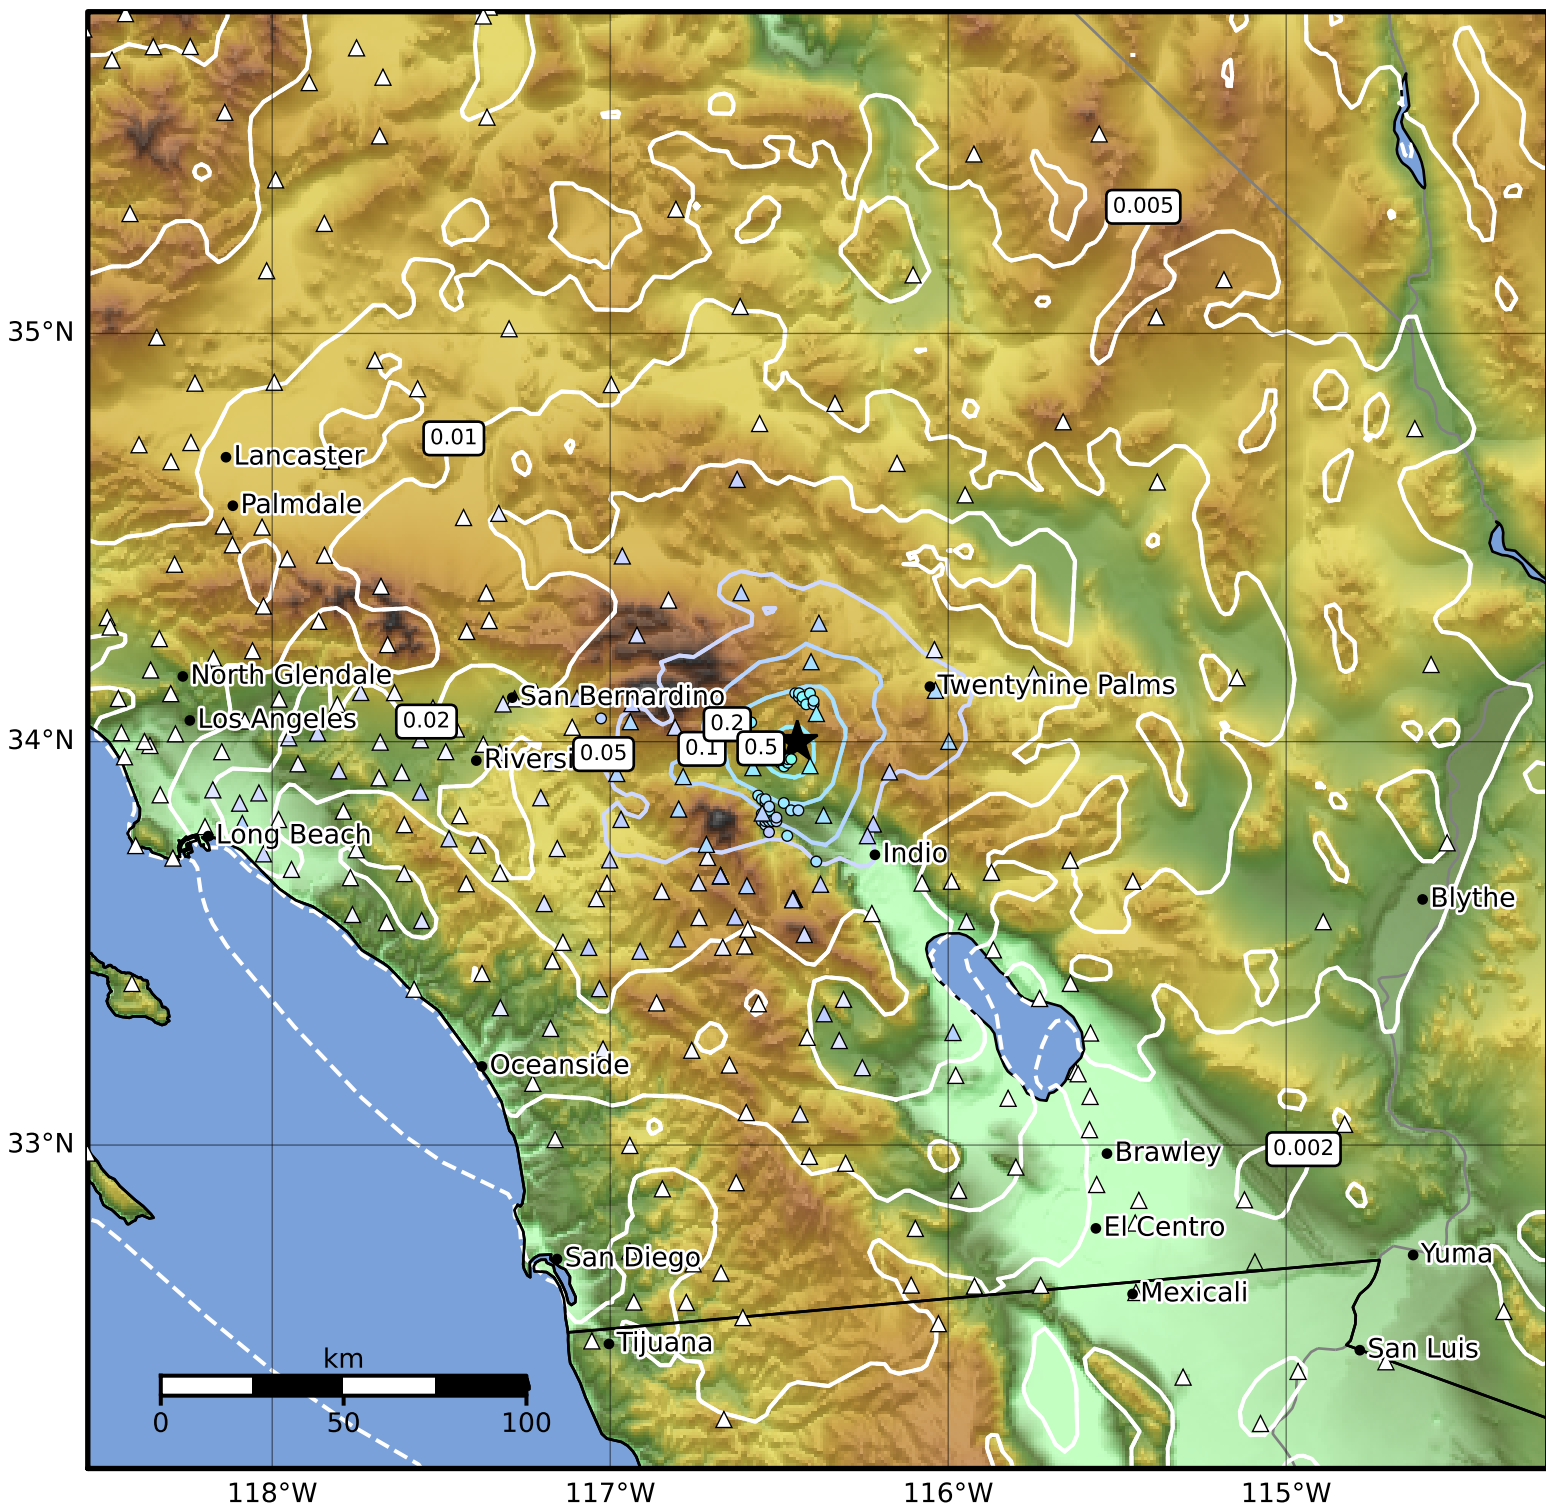 0.005
35°N
0.01
Lancaster
Palmdale
North Glendale
San Bernardino
Twentynine Palms
Los Angeles
0.02
0.2
34°N
0.05
0.1
0.5
Riversi
Long Beach
Indio
Blythe
Oceanside
33°N
Brawley
0.002
El Centro
San Diego
Yuma
Mexicali
Tijuana
San Luis
km
0 50 100
118°W 117°W 116°W 115°W